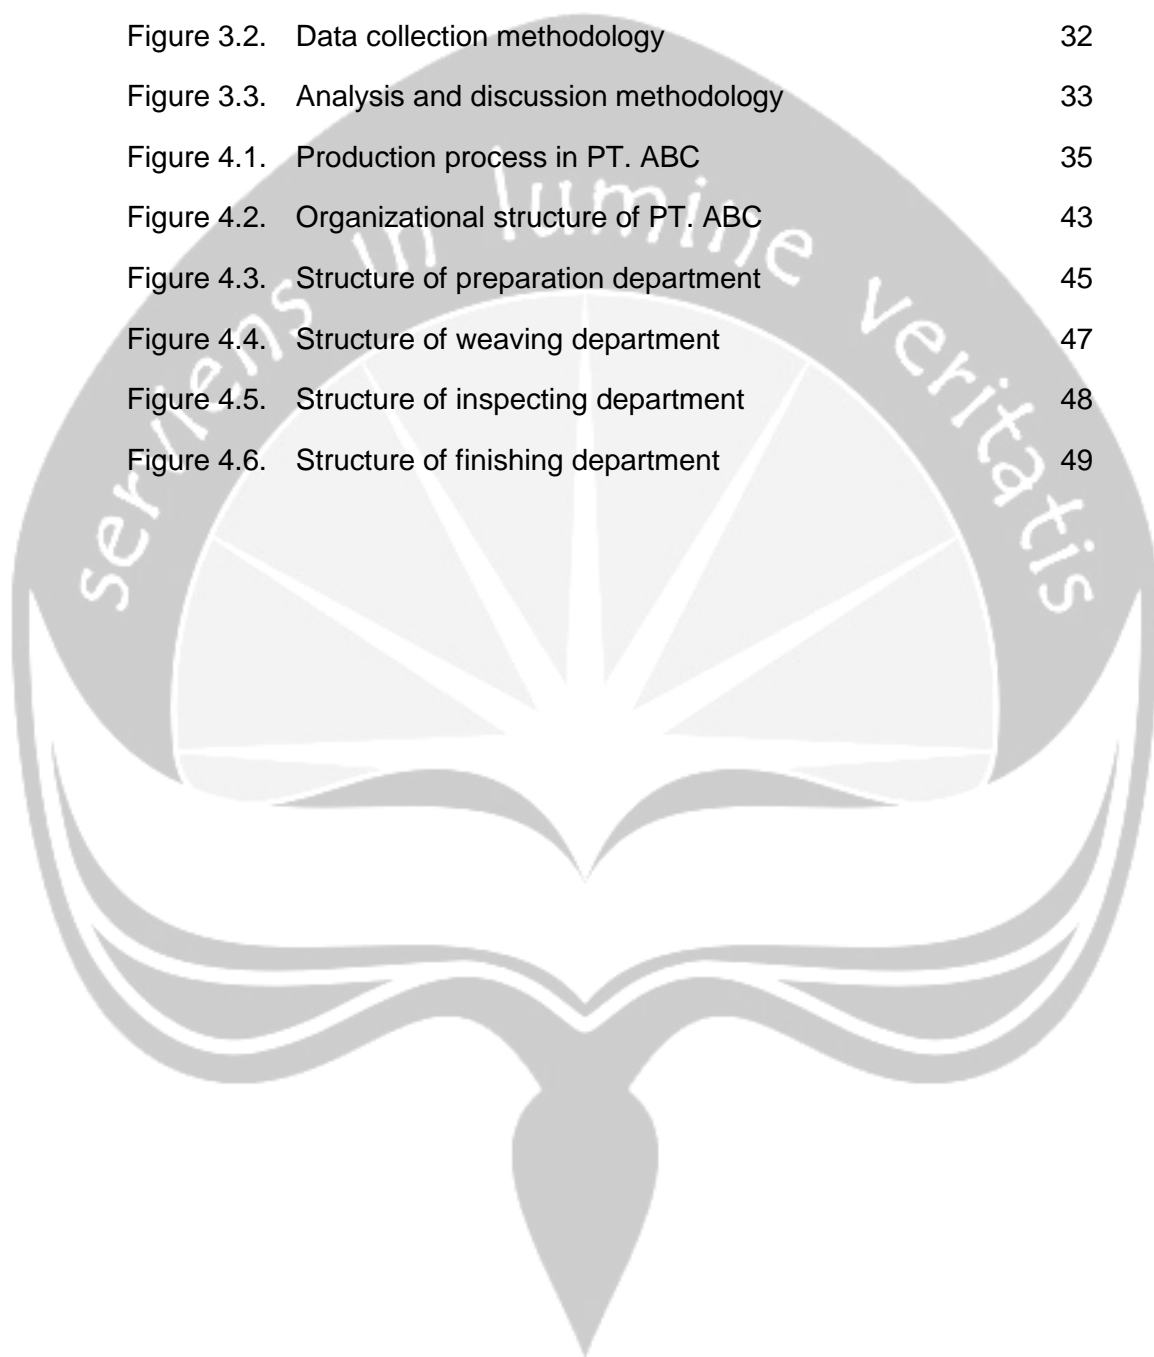 Figure 3.2. Data collection methodology 32
Figure 3.3. Analysis and discussion methodology 33
Figure 4.1. Production process in PT. ABC 35
Figure 4.2. Organizational structure of PT. ABC 43
Figure 4.3. Structure of preparation department 45
Figure 4.4. Structure of weaving department 47
Figure 4.5. Structure of inspecting department 48
Figure 4.6. Structure of finishing department 49
serviens in lumine veritatis